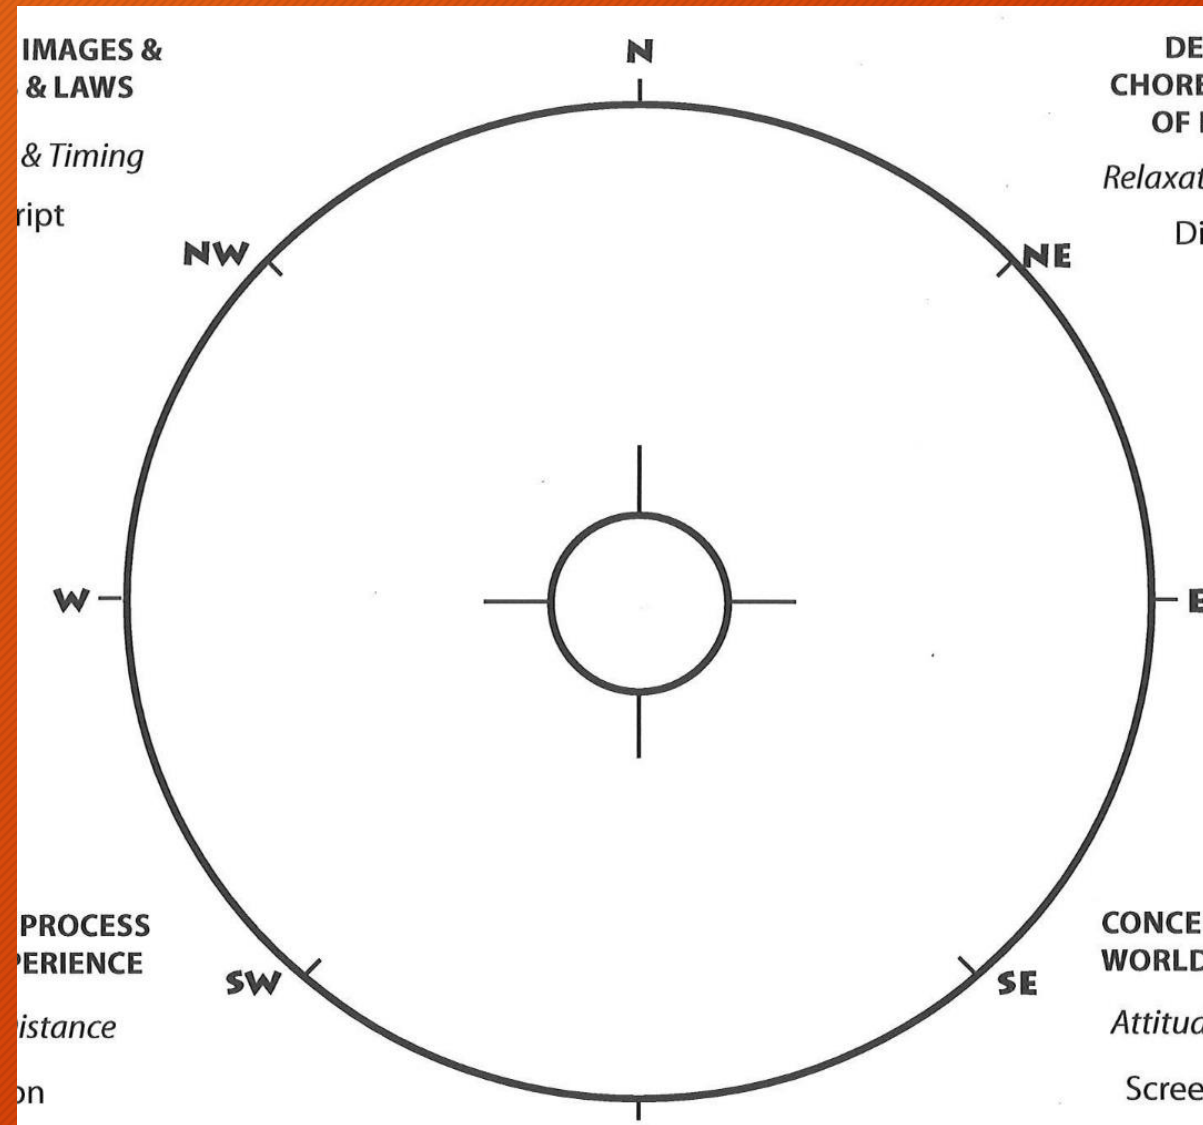 IMAGES &
& LAWS
& Timing
ript
N
DE
CHORE
OF
Relaxat
Di
NW
NE
W
E
PROCESS
PERIENCE
istance
on
SW
SE
CONCE
WORLD
Attitud
Scree